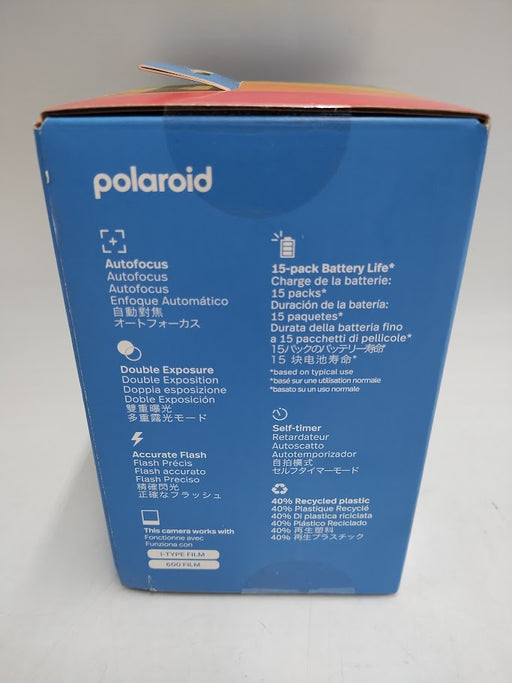 polaroid
Autofocus
Autofocus
Autofocus
Enfoque Automático
自動對焦
オートフォーカス
Double Exposure
Double Exposition
Doppia esposizione
Doble Exposición
雙重曝光
多重露光モード
Accurate Flash
Flash Précis
Flash accurato
Flash Preciso
精確閃光
正確なフラッシュ
This camera works with
Fonctionne avec
Funziona con
I-TYPE FILM
600 FILM
15-pack Battery Life*
Charge de la batterie:
15 packs*
Duración de la batería:
15 paquetes*
Durata della batteria fino
a 15 pacchetti di pellicole*
15パックのバッテリー寿命*
15 块电池寿命*
*based on typical use
*basé sur une utilisation normale
*basato su un uso normale
Self-timer
Retardateur
Autoscatto
Autotemporizador
自拍模式
セルフタイマーモード
40% Recycled plastic
40% Plastique Recyclé
40% Di plastica riciclata
40% Plástico Reciclado
40% 再生塑料
40% 再生プラスチック